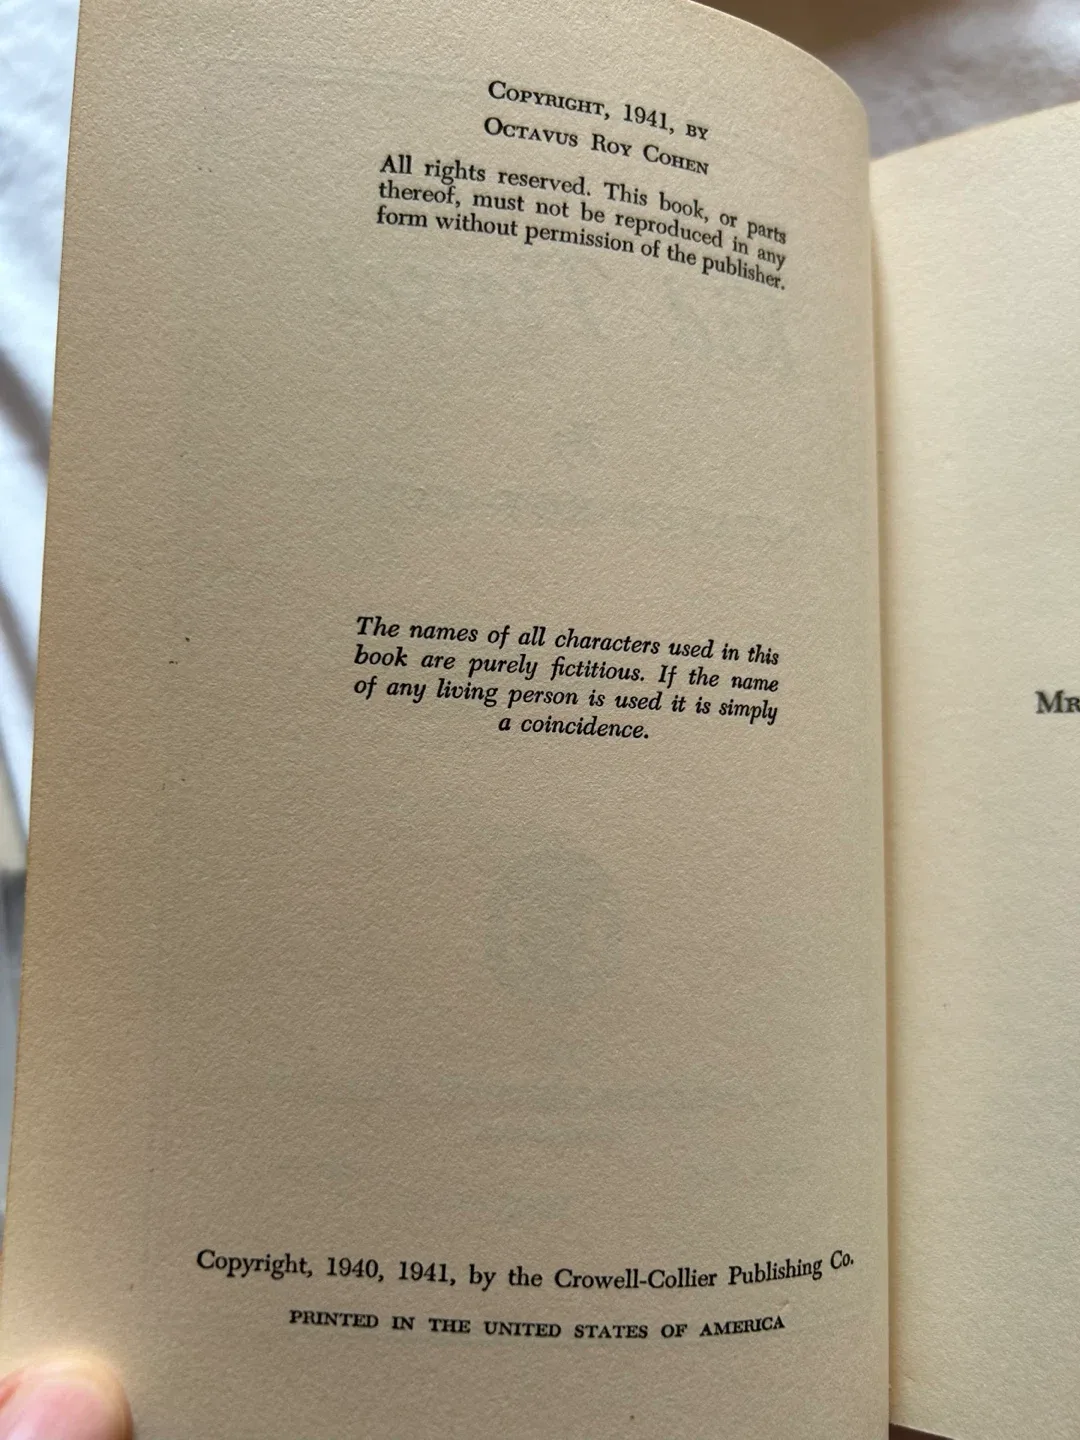 Copyright, 1941, by
Octavus Roy Cohen
All rights reserved. This book, or parts
thereof, must not be reproduced in any
form without permission of the publisher.
The names of all characters used in this
book are purely fictitious. If the name
of any living person is used it is simply
a coincidence.
Copyright, 1940, 1941, by the Crowell-Collier Publishing Co.
PRINTED IN THE UNITED STATES OF AMERICA